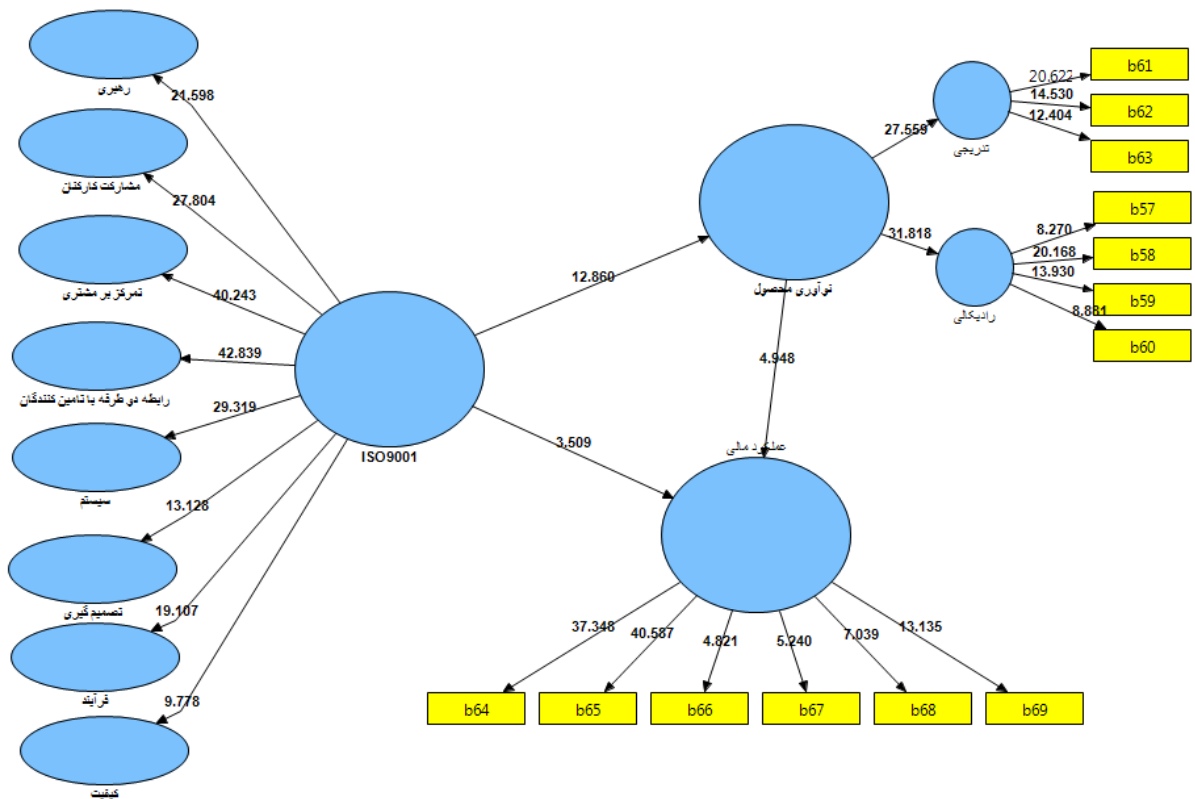 رهبری
21.598
مشارکت کارکنان
27.804
تمرکز بر مشتری
40.243
رابطه دو طرفه با تامین کنندگان
42.839
سیستم
29.319
تصمیم گیری
13.128
فرآیند
19.107
کیفیت
9.778
ISO9001
12.860
3.509
نوآوری محصول
4.948
27.559
31.818
تدریجی
20.622
14.530
12.404
b61
b62
b63
رادیکالی
8.270
20.168
13.930
8.881
b57
b58
b59
b60
عملکرد مالی
37.348
40.587
4.821
5.240
7.039
13.135
b64
b65
b66
b67
b68
b69